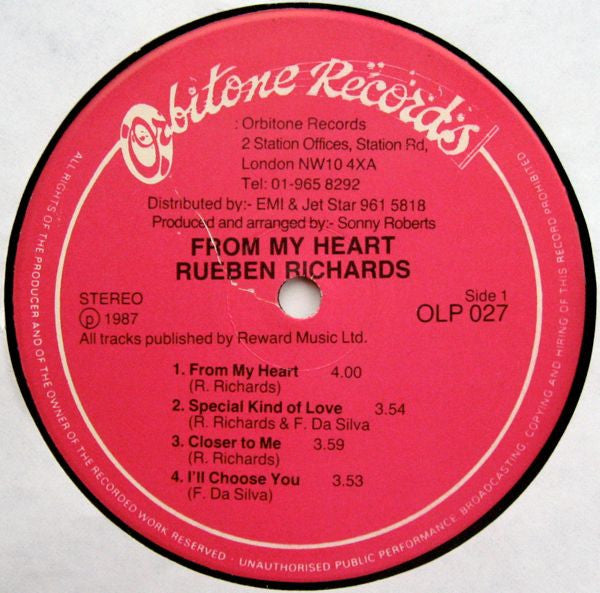 Orbitone Records
: Orbitone Records
2 Station Offices, Station Rd,
London NW10 4XA
Tel: 01-965 8292
Distributed by:- EMI & Jet Star 961 5818
Produced and arranged by:- Sonny Roberts
FROM MY HEART
RUEBEN RICHARDS
STEREO
Ⓟ 1987
Side 1
OLP 027
All tracks published by Reward Music Ltd.
1. From My Heart 4.00
(R. Richards)
2. Special Kind of Love 3.54
(R. Richards & F. Da Silva
3. Closer to Me 3.59
(R. Richards)
4. I'll Choose You 3.53
(F. Da Silva)
ALL RIGHTS OF THE PRODUCER AND OF THE OWNER OF THE RECORDED WORK RESERVED - UNAUTHORISED PUBLIC PERFORMANCE, BROADCASTING, COPYING AND HIRING OF THIS RECORD PROHIBITED